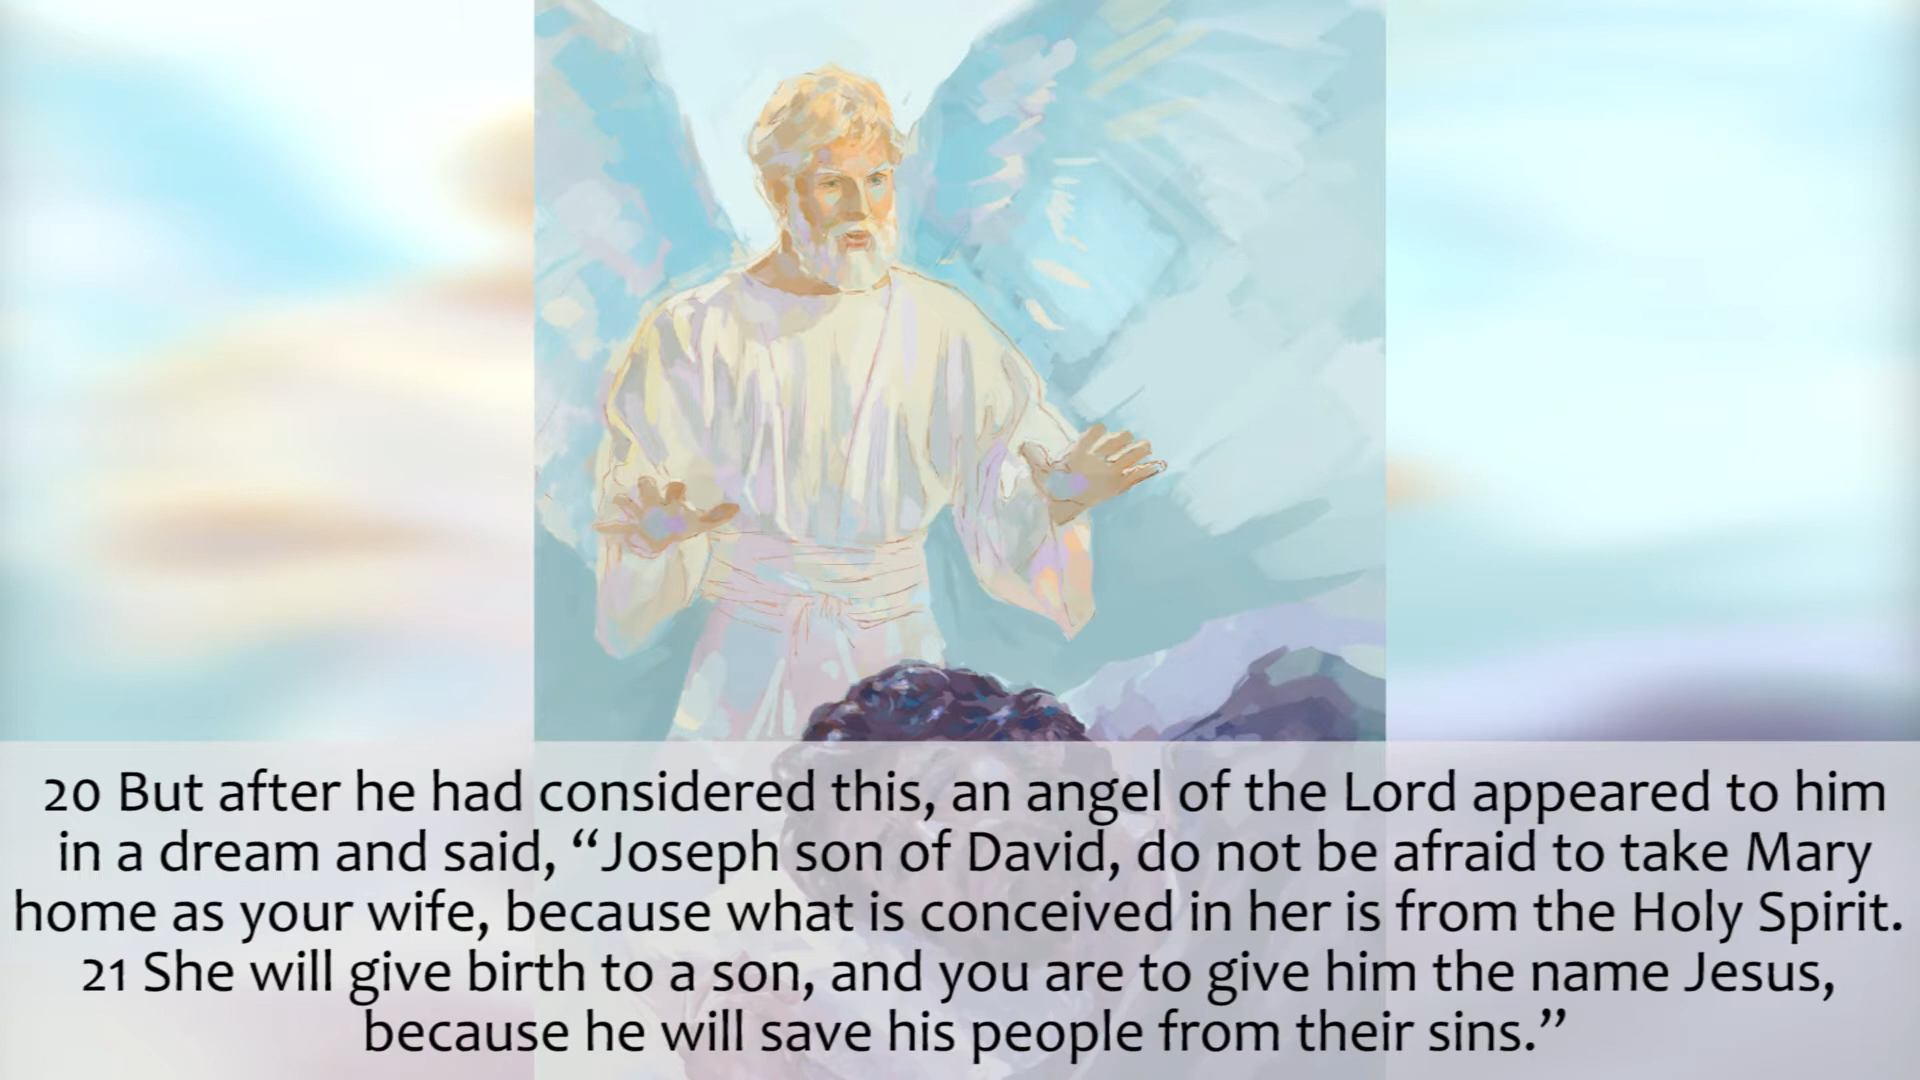 20 But after he had considered this, an angel of the Lord appeared to him
in a dream and said, “Joseph son of David, do not be afraid to take Mary
home as your wife, because what is conceived in her is from the Holy Spirit.
21 She will give birth to a son, and you are to give him the name Jesus,
because he will save his people from their sins.”